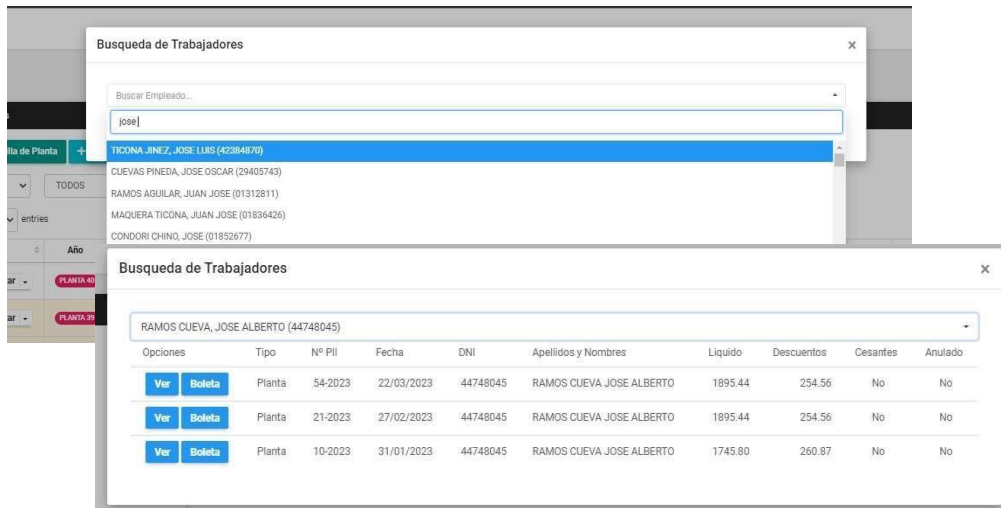 Busqueda de Trabajadores ×
Buscar Empleado...
jose
TICONA JINEZ, JOSE LUIS (42384870)
CUEVAS PINEDA, JOSE OSCAR (29405743)
RAMOS AGUILAR, JUAN JOSE (01312811)
MAQUERA TICONA, JUAN JOSE (01836426)
CONDORI CHINO, JOSE (01852677)
lla de Planta +
TODOS
entries
Año
ar PLANTA 40
ar PLANTA 39
Busqueda de Trabajadores ×
RAMOS CUEVA, JOSE ALBERTO (44748045)
Opciones Tipo Nº Pll Fecha DNI Apellidos y Nombres Liquido Descuentos Cesantes Anulado
Ver Boleta Planta 54-2023 22/03/2023 44748045 RAMOS CUEVA JOSE ALBERTO 1895.44 254.56 No No
Ver Boleta Planta 21-2023 27/02/2023 44748045 RAMOS CUEVA JOSE ALBERTO 1895.44 254.56 No No
Ver Boleta Planta 10-2023 31/01/2023 44748045 RAMOS CUEVA JOSE ALBERTO 1745.80 260.87 No No